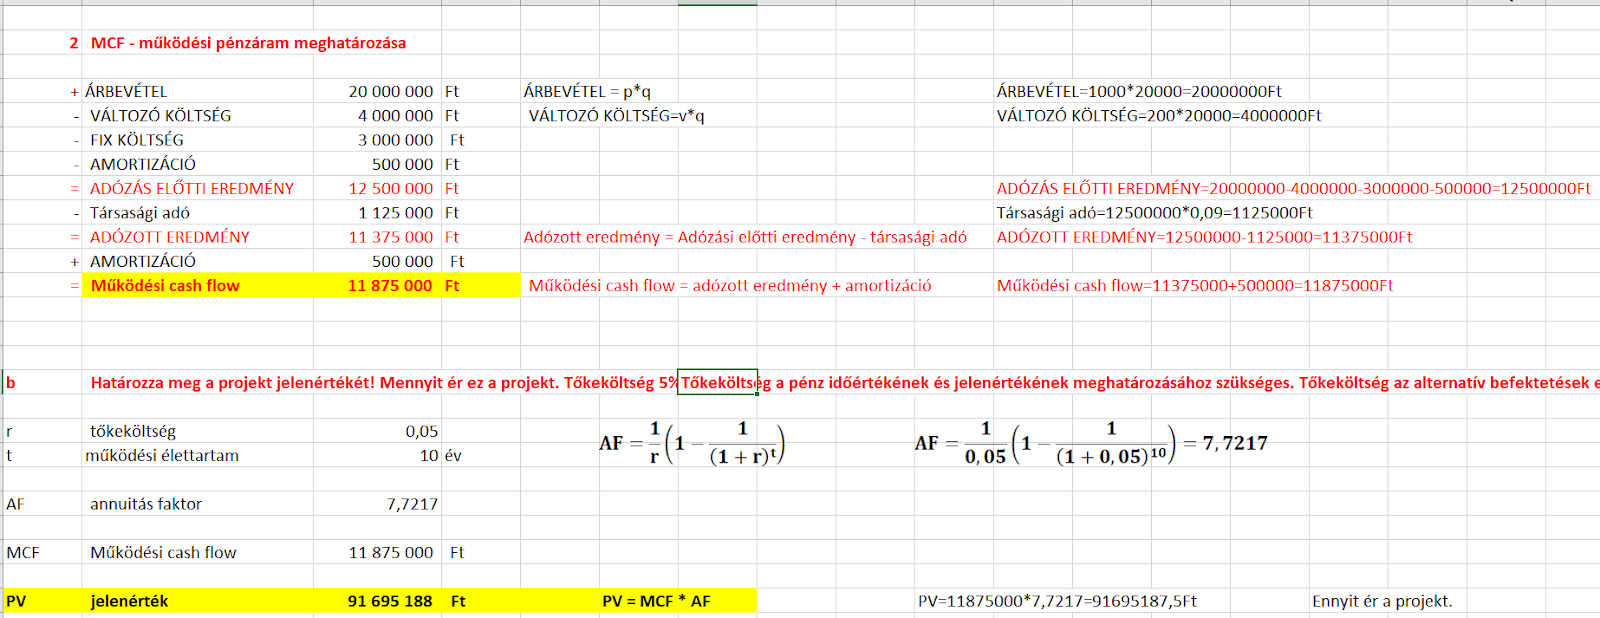 2 MCF - működési pénzáram meghatározása
+ ÁRBEVÉTEL 20 000 000 Ft ÁRBEVÉTEL = p*q ÁRBEVÉTEL=1000*20000=20000000Ft
- VÁLTOZÓ KÖLTSÉG 4 000 000 Ft VÁLTOZÓ KÖLTSÉG=v*q VÁLTOZÓ KÖLTSÉG=200*20000=4000000Ft
- FIX KÖLTSÉG 3 000 000 Ft
- AMORTIZÁCIÓ 500 000 Ft
= ADÓZÁS ELŐTTI EREDMÉNY 12 500 000 Ft ADÓZÁS ELŐTTI EREDMÉNY=20000000-4000000-3000000-500000=12500000Ft
- Társasági adó 1 125 000 Ft Társasági adó=12500000*0,09=1125000Ft
= ADÓZOTT EREDMÉNY 11 375 000 Ft Adózott eredmény = Adózási előtti eredmény - társasági adó ADÓZOTT EREDMÉNY=12500000-1125000=11375000Ft
+ AMORTIZÁCIÓ 500 000 Ft
= Működési cash flow 11 875 000 Ft Működési cash flow = adózott eredmény + amortizáció Működési cash flow=11375000+500000=11875000Ft
b Határozza meg a projekt jelenértékét! Mennyit ér ez a projekt. Tőkeköltség 5% Tőkeköltség a pénz időértékének és jelenértékének meghatározásához szükséges. Tőkeköltség az alternatív befektetések e
r tőkeköltség 0,05 AF = 1/r (1 − 1/(1 + r)^t) AF = 1/0,05 (1 − 1/(1 + 0,05)^10) = 7,7217
t működési élettartam 10 év
AF annuitás faktor 7,7217
MCF Működési cash flow 11 875 000 Ft
PV jelenérték 91 695 188 Ft PV = MCF * AF PV=11875000*7,7217=91695187,5Ft Ennyit ér a projekt.